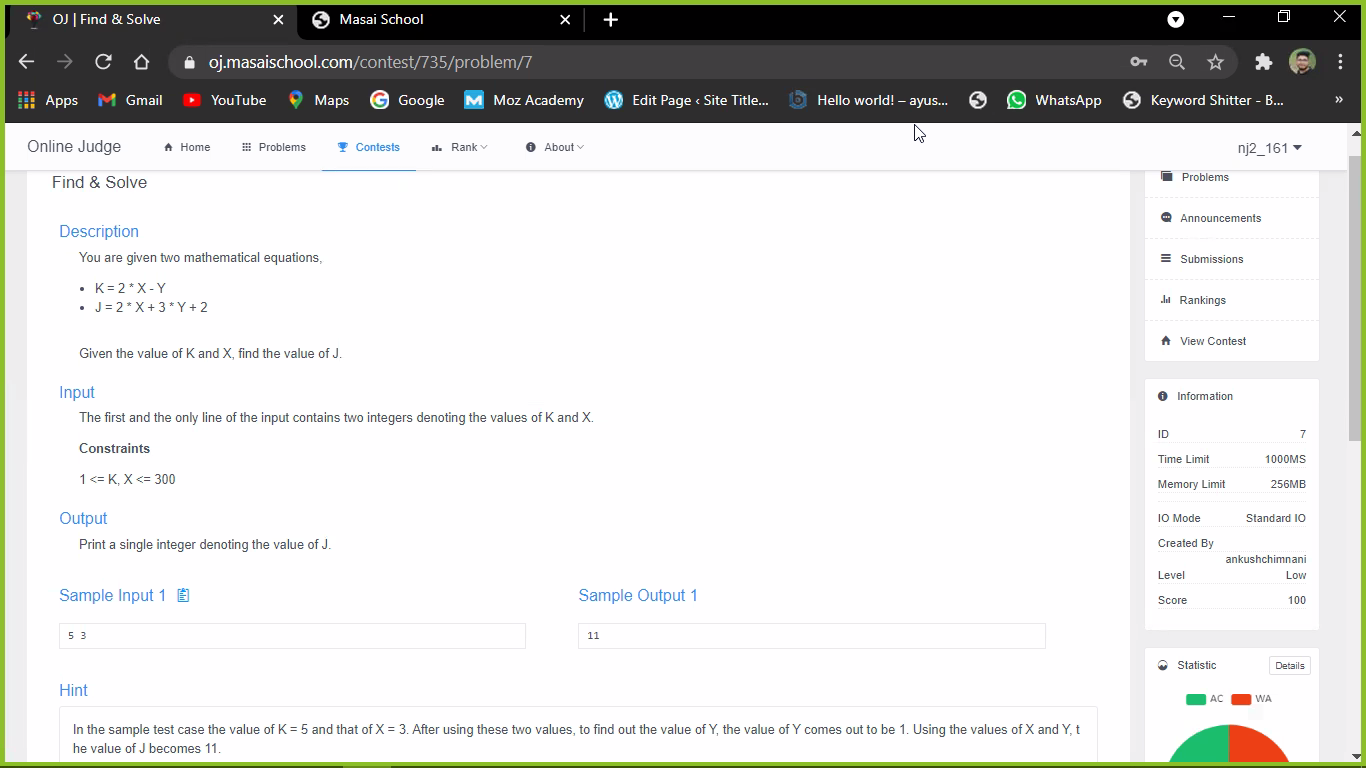 OJ | Find & Solve
Masai School
oj.masaischool.com/contest/735/problem/7
Apps Gmail YouTube Maps Google Moz Academy Edit Page ‹ Site Title... Hello world! – ayus... WhatsApp Keyword Shitter - B... »
Online Judge Home Problems Contests Rank About nj2_161
Find & Solve
Description
You are given two mathematical equations,
• K = 2 * X - Y
• J = 2 * X + 3 * Y + 2
Given the value of K and X, find the value of J.
Input
The first and the only line of the input contains two integers denoting the values of K and X.
Constraints
1 <= K, X <= 300
Output
Print a single integer denoting the value of J.
Sample Input 1
5 3
Sample Output 1
11
Hint
In the sample test case the value of K = 5 and that of X = 3. After using these two values, to find out the value of Y, the value of Y comes out to be 1. Using the values of X and Y, t
he value of J becomes 11.
Problems
Announcements
Submissions
Rankings
View Contest
Information
ID 7
Time Limit 1000MS
Memory Limit 256MB
IO Mode Standard IO
Created By
ankushchimnani
Level Low
Score 100
Statistic Details
AC WA